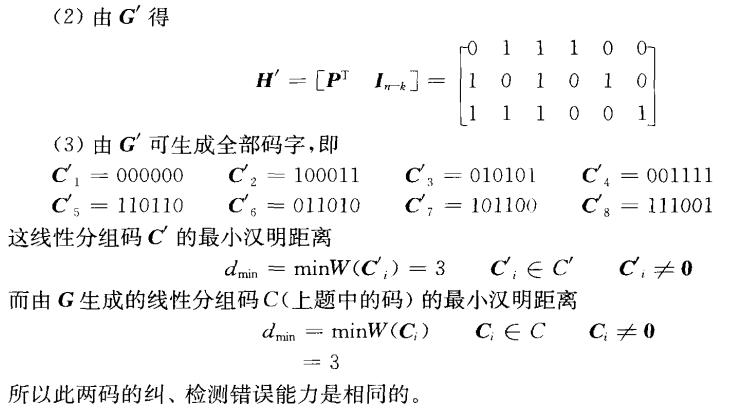 (2) 由 G′ 得
H′ = [Pᵀ Iₙ₋ₖ] = [0 1 1 1 0 0
1 0 1 0 1 0
1 1 1 0 0 1]
(3) 由 G′ 可生成全部码字,即
C′₁ = 000000 C′₂ = 100011 C′₃ = 010101 C′₄ = 001111
C′₅ = 110110 C′₆ = 011010 C′₇ = 101100 C′₈ = 111001
这线性分组码 C′ 的最小汉明距离
dmin = minW(C′ᵢ) = 3 C′ᵢ ∈ C′ C′ᵢ ≠ 0
而由 G 生成的线性分组码 C(上题中的码) 的最小汉明距离
dmin = minW(Cᵢ) Cᵢ ∈ C Cᵢ ≠ 0
= 3
所以此两码的纠、检测错误能力是相同的。